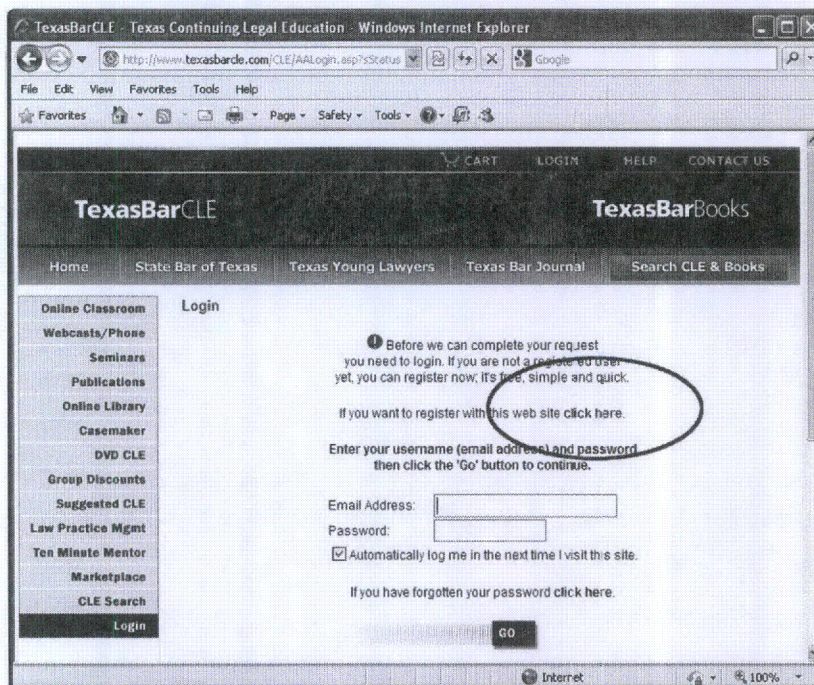 TexasBarCLE - Texas Continuing Legal Education - Windows Internet Explorer
http://www.texasbarcle.com/CLE/AALogin.asp?sStatus
Google
File Edit View Favorites Tools Help
Favorites Page Safety Tools
CART LOGIN HELP CONTACT US
TexasBarCLE TexasBarBooks
Home State Bar of Texas Texas Young Lawyers Texas Bar Journal Search CLE & Books
Online Classroom
Webcasts/Phone
Seminars
Publications
Online Library
Casemaker
DVD CLE
Group Discounts
Suggested CLE
Law Practice Mgmt
Ten Minute Mentor
Marketplace
CLE Search
Login
Login
Before we can complete your request
you need to login. If you are not a registered user
yet, you can register now; it's free, simple and quick.
If you want to register with this web site click here.
Enter your username (email address) and password
then click the 'Go' button to continue.
Email Address:
Password:
Automatically log me in the next time I visit this site.
If you have forgotten your password click here.
GO
Internet 100%